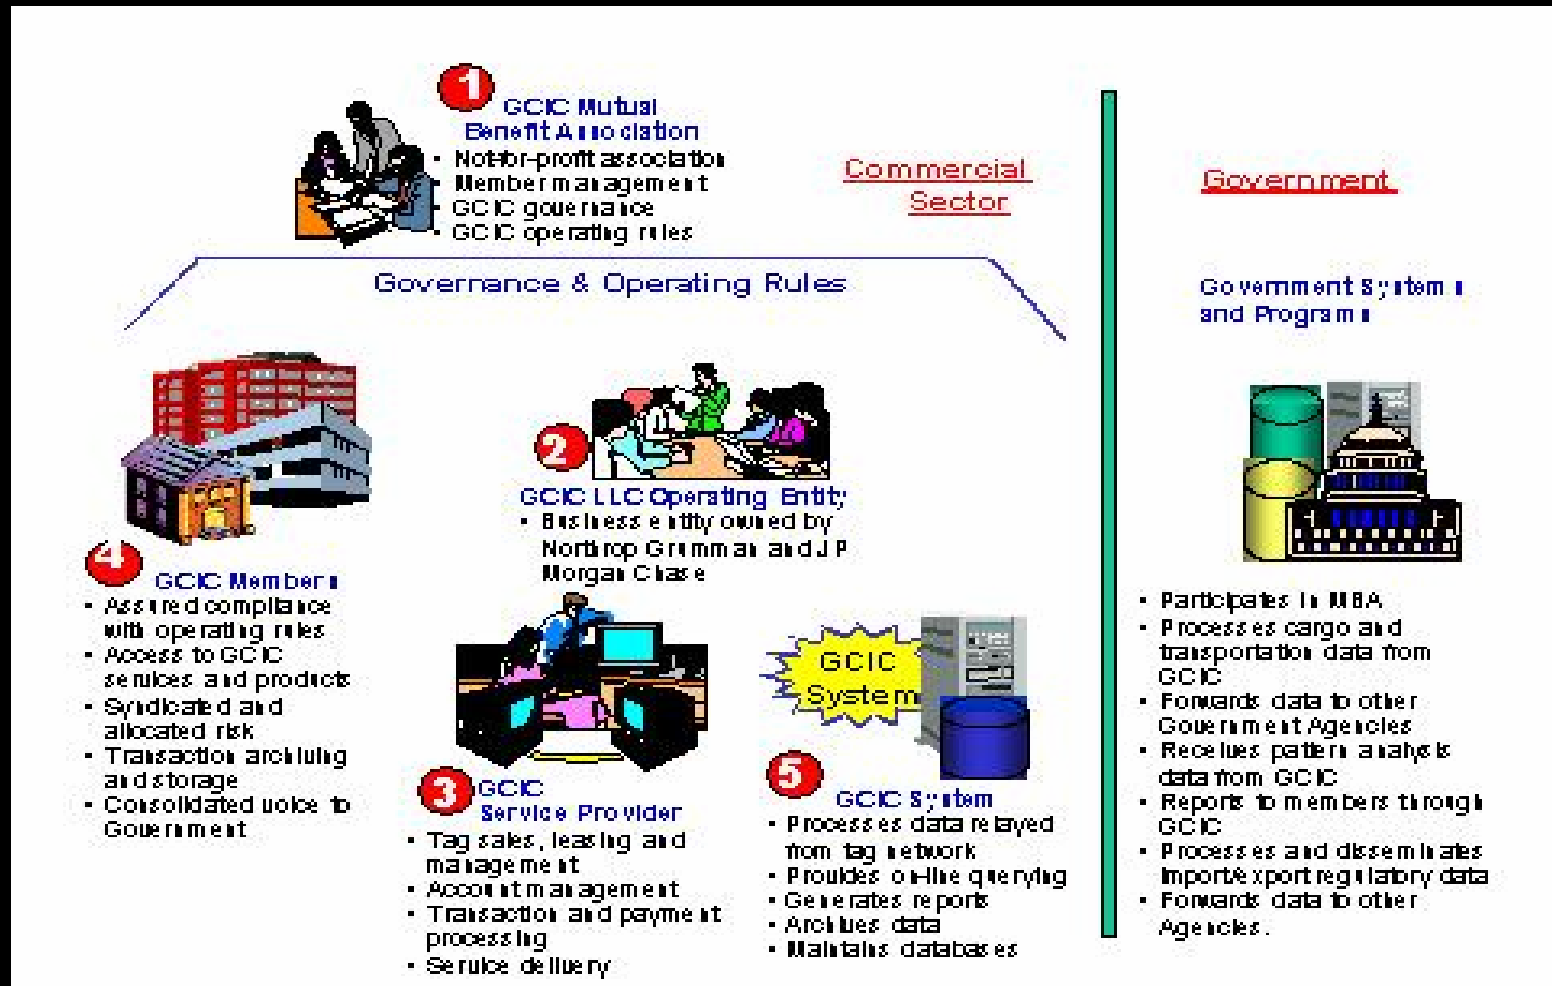 1
GCIC Mutual
Benefit Association
• Not-for-profit association
• Member management
• GCIC governance
• GCIC operating rules
Commercial
Sector
Government
Governance & Operating Rules
Government Systems
and Programs
2
GCIC LLC Operating Entity
• Business entity owned by
Northrop Grumman and J P
Morgan Chase
4
GCIC Members
• Assured compliance
with operating rules
• Access to GCIC
services and products
• Syndicated and
allocated risk
• Transaction archiving
and storage
• Consolidated voice to
Government
3
GCIC
Service Provider
• Tag sales, leasing and
management
• Account management
• Transaction and payment
processing
• Service delivery
GCIC
System
5
GCIC System
• Processes data relayed
from tag network
• Provides on-line querying
• Generates reports
• Archives data
• Maintains databases
• Participates in MBA
• Processes cargo and
transportation data from
GCIC
• Forwards data to other
Government Agencies
• Receives pattern analysis
data from GCIC
• Reports to members through
GCIC
• Processes and disseminates
import/export regulatory data
• Forwards data to other
Agencies.